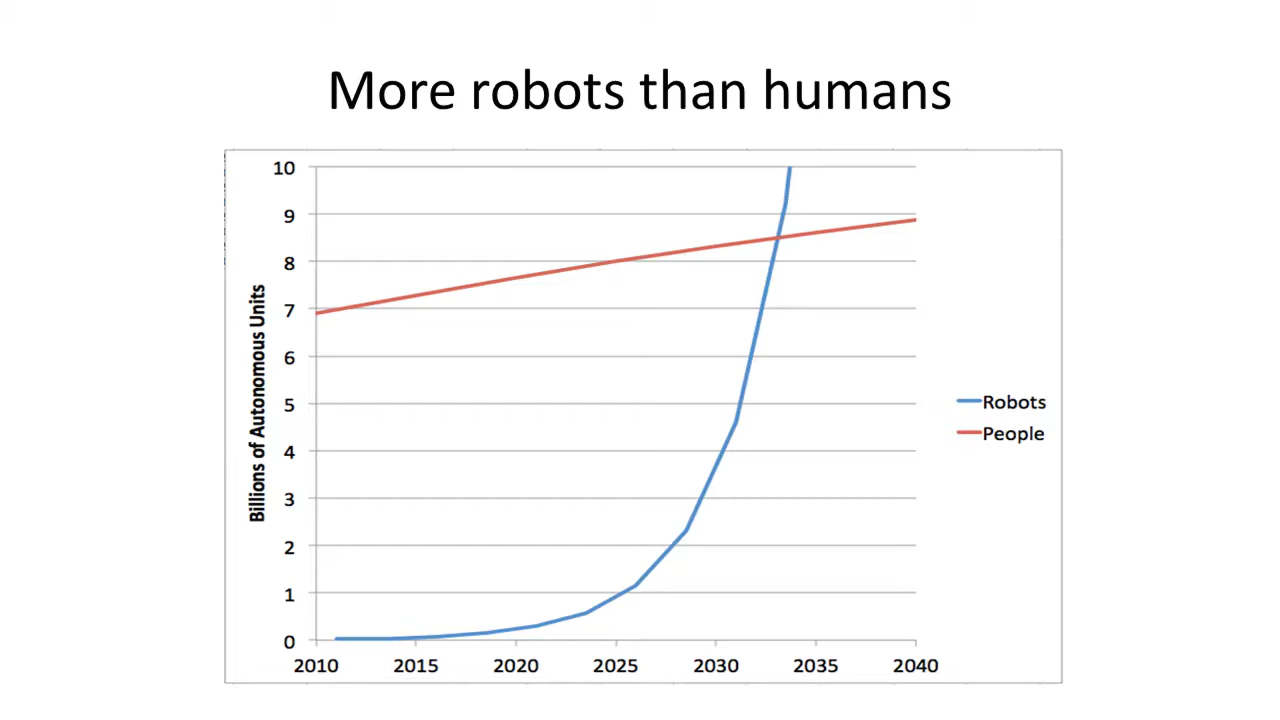 More robots than humans
10
9
8
7
6
5
4
3
2
1
0
Billions of Autonomous Units
2010 2015 2020 2025 2030 2035 2040
Robots
People